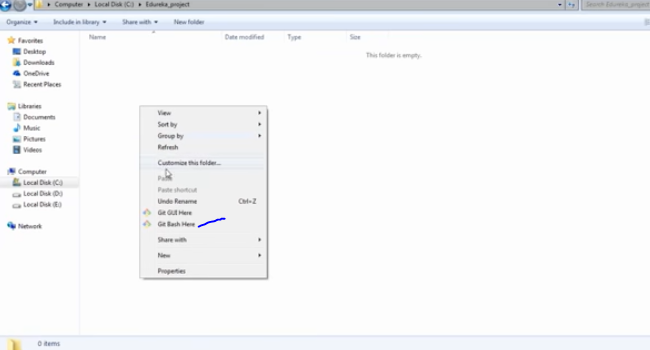 Computer ▸ Local Disk (C:) ▸ Edureka_project
Search Edureka_project
Organize Include in library Share with New folder
Name Date modified Type Size
This folder is empty.
Favorites
Desktop
Downloads
OneDrive
Recent Places
Libraries
Documents
Music
Pictures
Videos
Computer
Local Disk (C:)
Local Disk (D:)
Local Disk (E:)
Network
View
Sort by
Group by
Refresh
Customize this folder...
Paste
Paste shortcut
Undo Rename Ctrl+Z
Git GUI Here
Git Bash Here
Share with
New
Properties
0 items